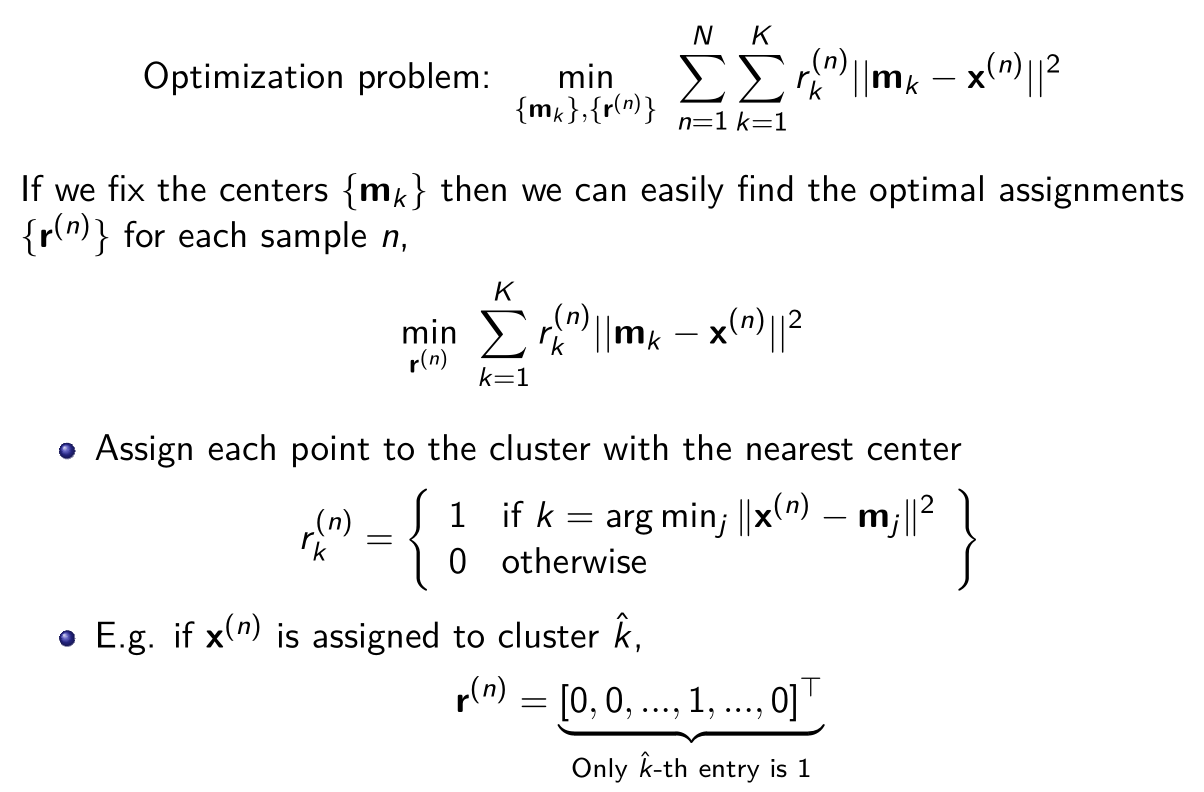 Optimization problem: $\min_{\{\mathbf{m}_k\},\{\mathbf{r}^{(n)}\}} \sum_{n=1}^{N} \sum_{k=1}^{K} r_k^{(n)} ||\mathbf{m}_k - \mathbf{x}^{(n)}||^2$
If we fix the centers $\{\mathbf{m}_k\}$ then we can easily find the optimal assignments
$\{\mathbf{r}^{(n)}\}$ for each sample $n$,
$\min_{\mathbf{r}^{(n)}} \sum_{k=1}^{K} r_k^{(n)} ||\mathbf{m}_k - \mathbf{x}^{(n)}||^2$
Assign each point to the cluster with the nearest center
$r_k^{(n)} = \left\{ \begin{array}{ll} 1 & \text{if } k = \arg\min_j \|\mathbf{x}^{(n)} - \mathbf{m}_j\|^2 \\ 0 & \text{otherwise} \end{array} \right\}$
E.g. if $\mathbf{x}^{(n)}$ is assigned to cluster $\hat{k}$,
$\mathbf{r}^{(n)} = \underbrace{[0, 0, ..., 1, ..., 0]^\top}$
Only $\hat{k}$-th entry is 1